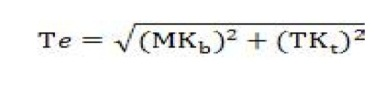 Te = √(MK_b)² + (TK_t)²